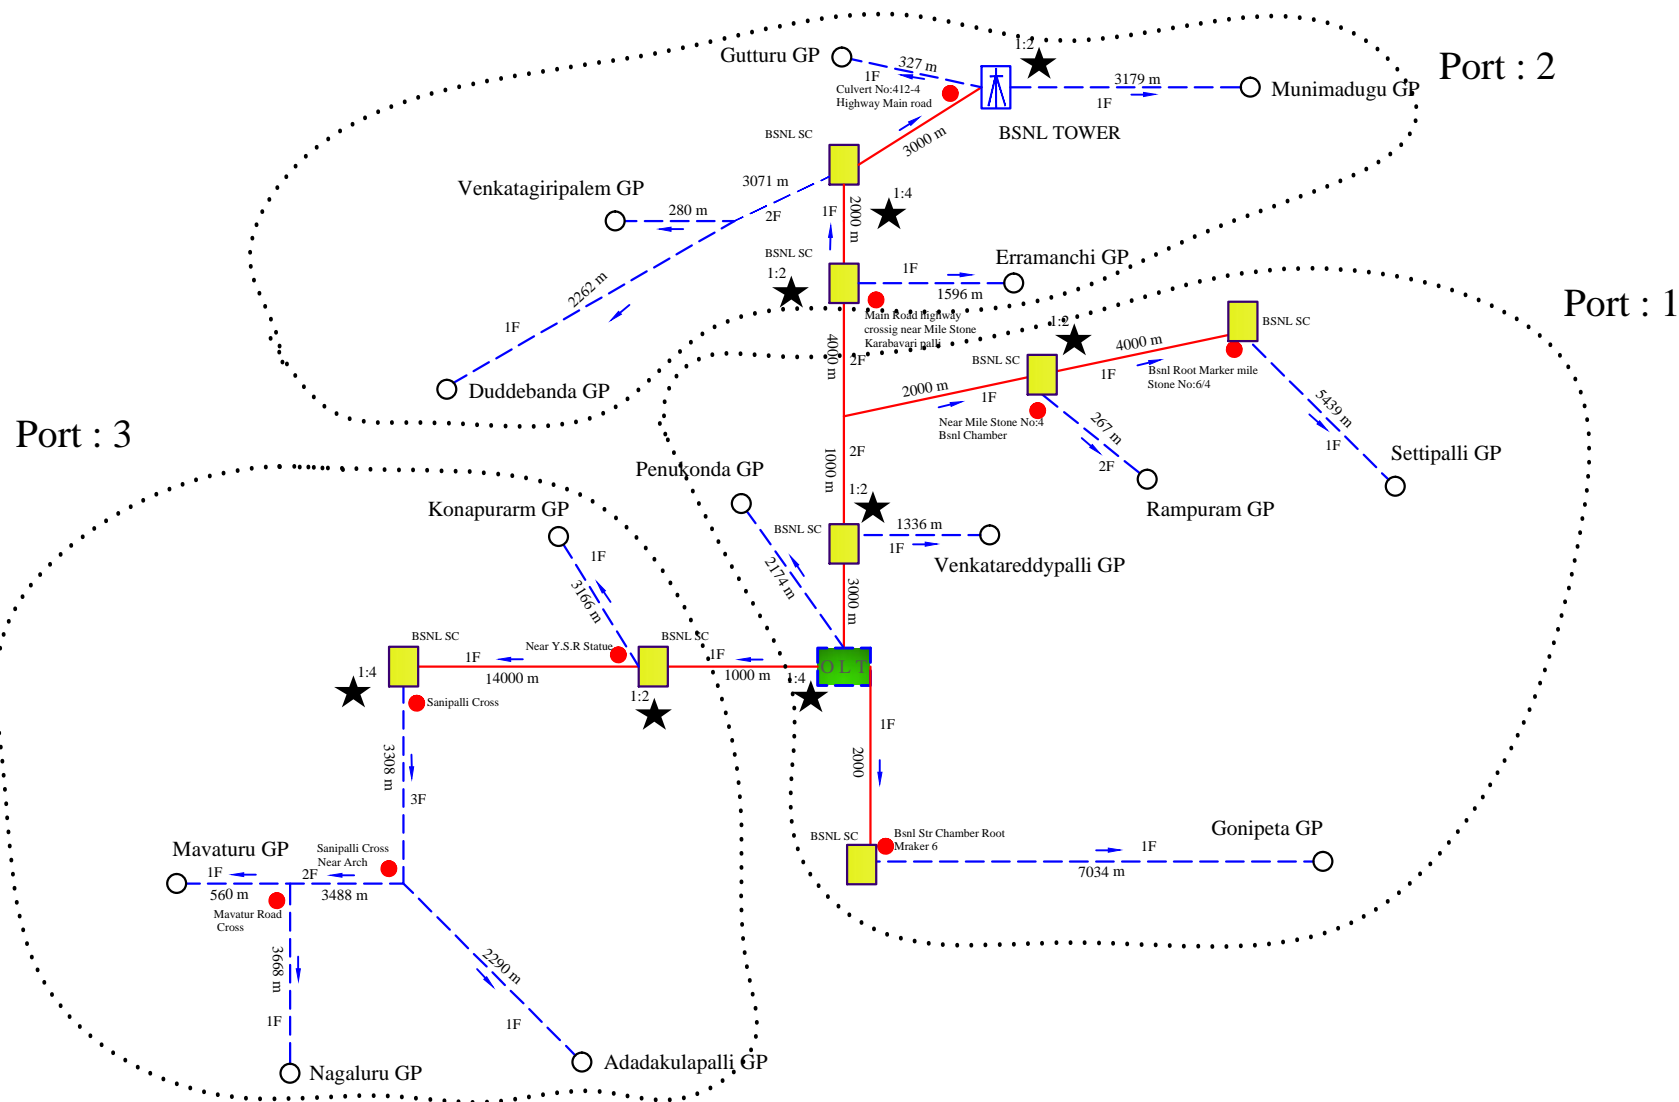 Port : 2
Gutturu GP
327 m
1F
Culvert No:412-4
Highway Main road
1:2
3179 m
1F
Munimadugu GP
BSNL TOWER
3000 m
BSNL SC
Venkatagiripalem GP
3071 m
280 m
2F
1F
2000 m
1:4
BSNL SC
1:2
Erramanchi GP
1F
1596 m
2262 m
1F
Duddebanda GP
Main Road highway
crossig near Mile Stone
Karabavari palli
4000 m
2F
Port : 1
1:2
BSNL SC
BSNL SC
4000 m
1F
Bsnl Root Marker mile
Stone No:6/4
2000 m
1F
Near Mile Stone No:4
Bsnl Chamber
267 m
2F
Rampuram GP
5439 m
1F
Settipalli GP
Port : 3
2F
1000 m
1:2
Penukonda GP
BSNL SC
1336 m
1F
Venkatareddypalli GP
2174 m
3000 m
Konapurarm GP
1F
3166 m
BSNL SC
Near Y.S.R Statue
BSNL SC
1F
14000 m
1F
1000 m
O L T
1:4
1:4
1:2
Sanipalli Cross
1F
2000
3308 m
3F
BSNL SC
Bsnl Str Chamber Root
Mraker 6
Gonipeta GP
1F
7034 m
Mavaturu GP
Sanipalli Cross
Near Arch
1F
2F
560 m
3488 m
Mavatur Road
Cross
3668 m
1F
2290 m
1F
Nagaluru GP
Adadakulapalli GP